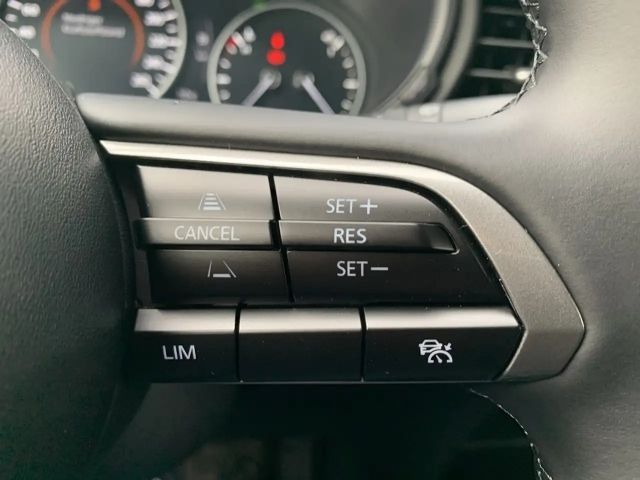 SET+
CANCEL
RES
SET-
LIM